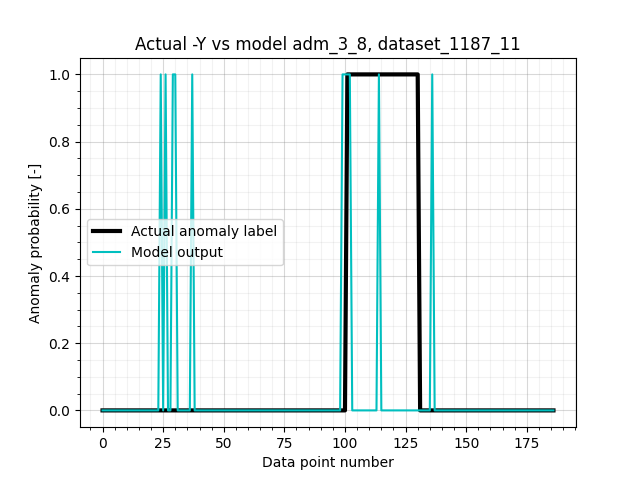 Actual -Y vs model adm_3_8, dataset_1187_11
1.0
0.8
0.6
0.4
0.2
0.0
Anomaly probability [-]
Actual anomaly label
Model output
0 25 50 75 100 125 150 175
Data point number